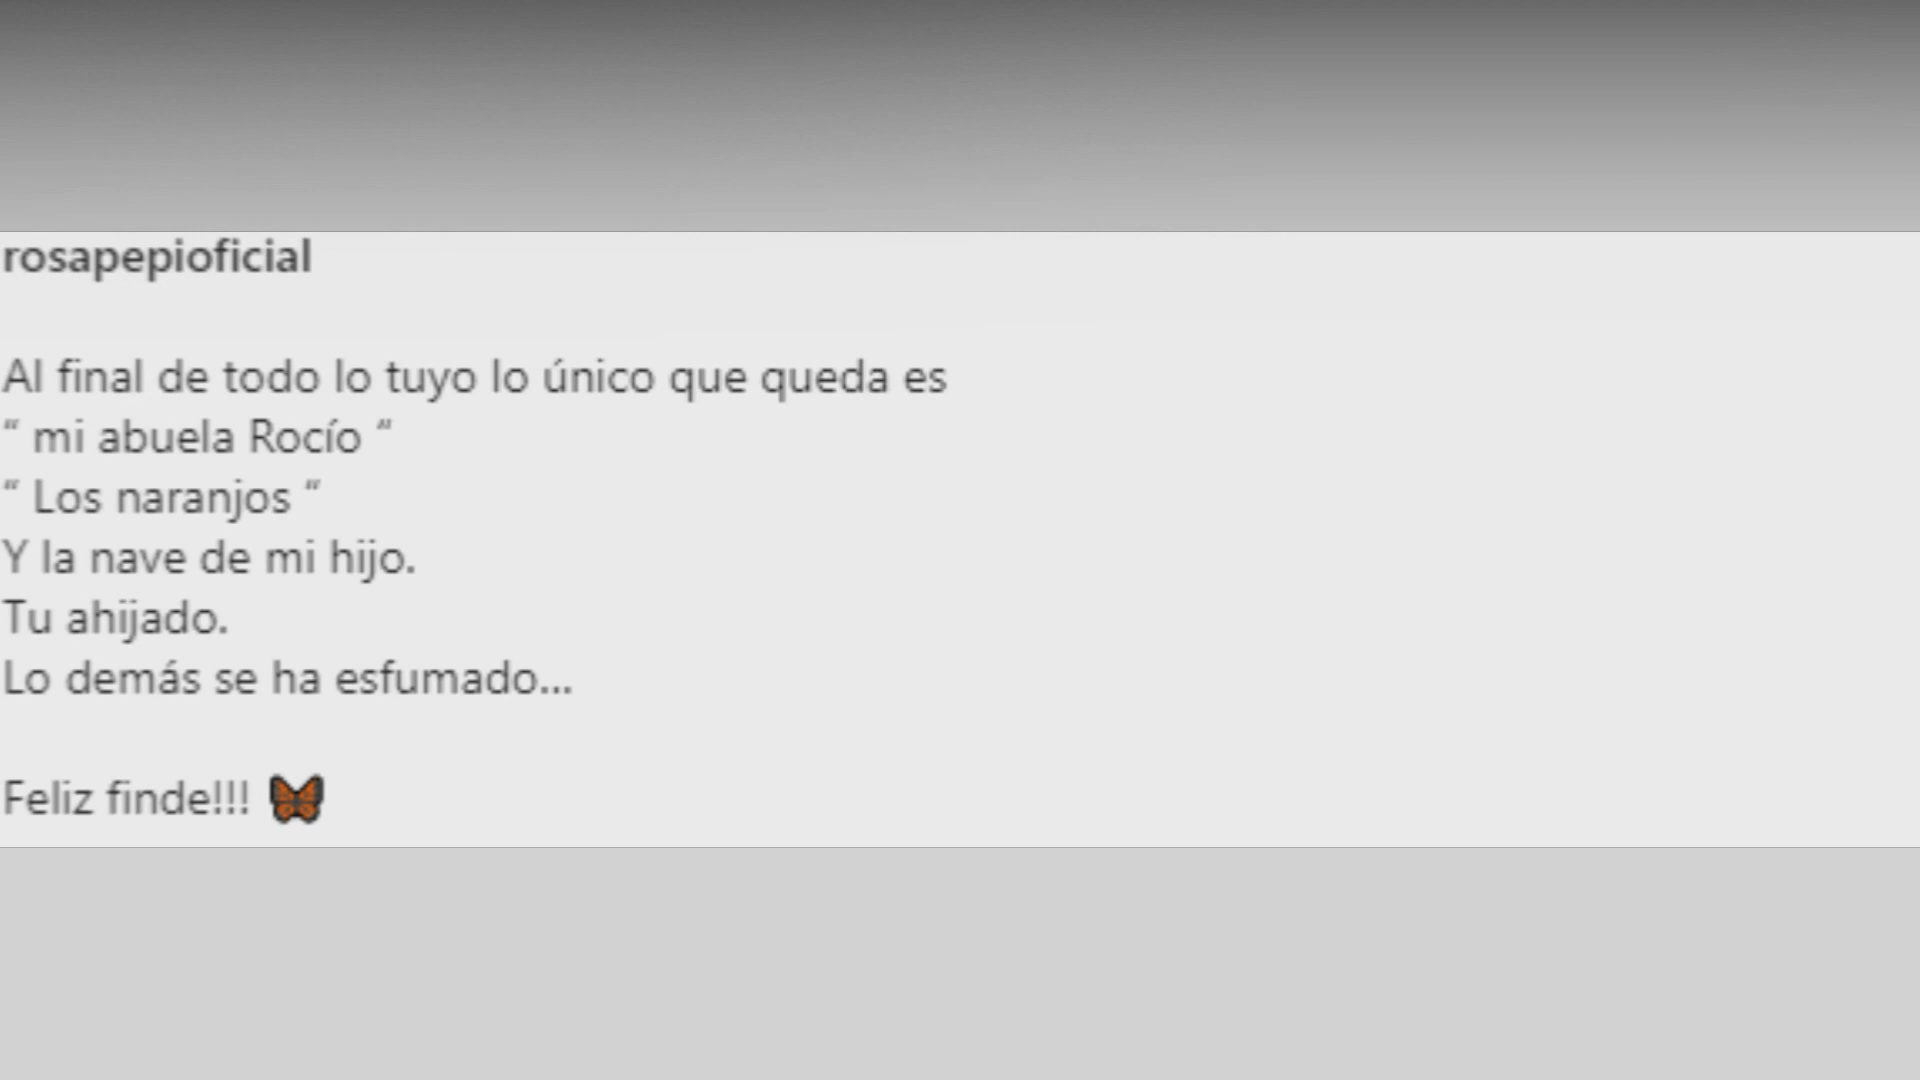 rosapepioficial
Al final de todo lo tuyo lo único que queda es
“ mi abuela Rocío “
“ Los naranjos “
Y la nave de mi hijo.
Tu ahijado.
Lo demás se ha esfumado...
Feliz finde!!! 🦋